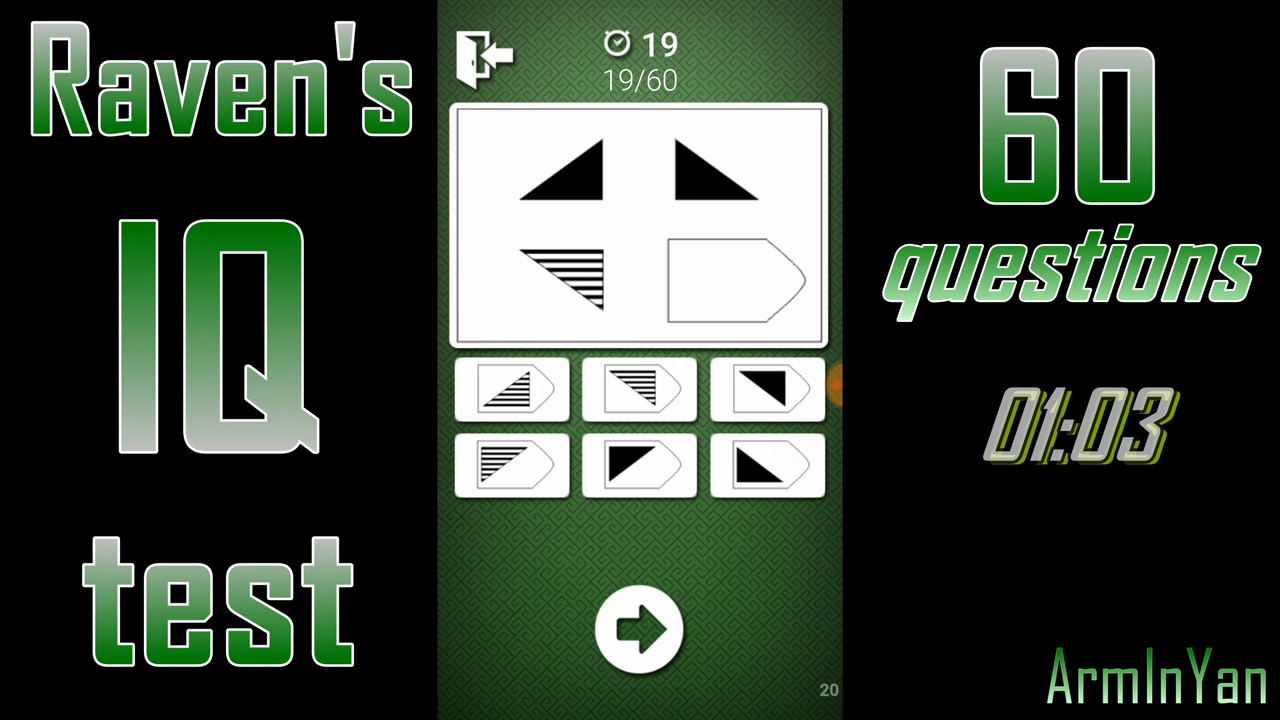 Raven's
IQ
test
19
19/60
20
60
questions
01:03
ArmInYan